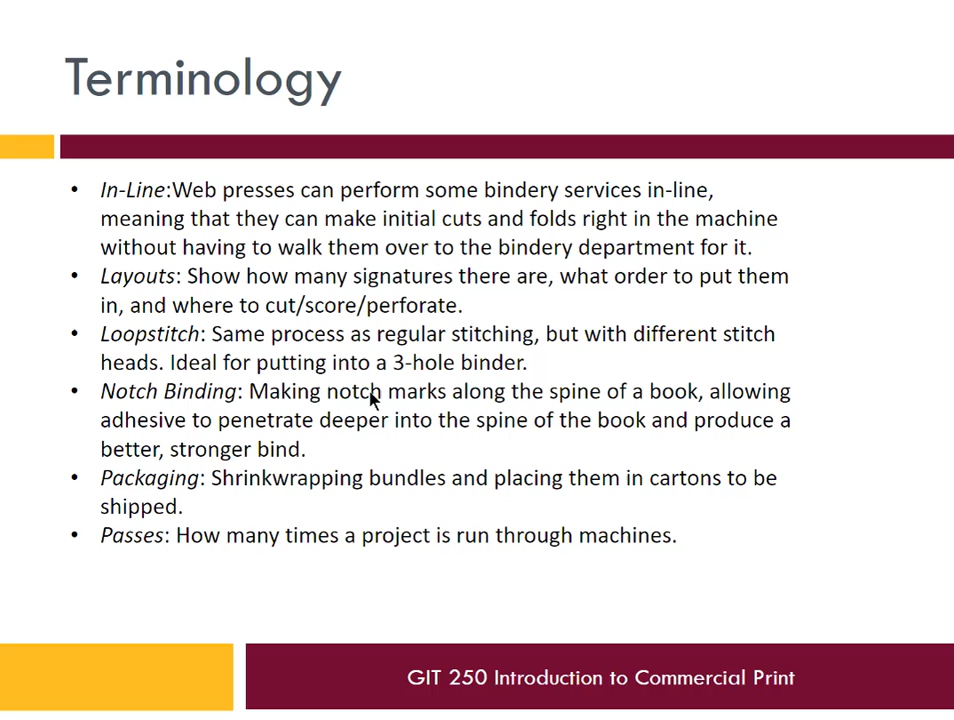 Terminology
• In-Line:Web presses can perform some bindery services in-line,
meaning that they can make initial cuts and folds right in the machine
without having to walk them over to the bindery department for it.
• Layouts: Show how many signatures there are, what order to put them
in, and where to cut/score/perforate.
• Loopstitch: Same process as regular stitching, but with different stitch
heads. Ideal for putting into a 3-hole binder.
• Notch Binding: Making notch marks along the spine of a book, allowing
adhesive to penetrate deeper into the spine of the book and produce a
better, stronger bind.
• Packaging: Shrinkwrapping bundles and placing them in cartons to be
shipped.
• Passes: How many times a project is run through machines.
GIT 250 Introduction to Commercial Print